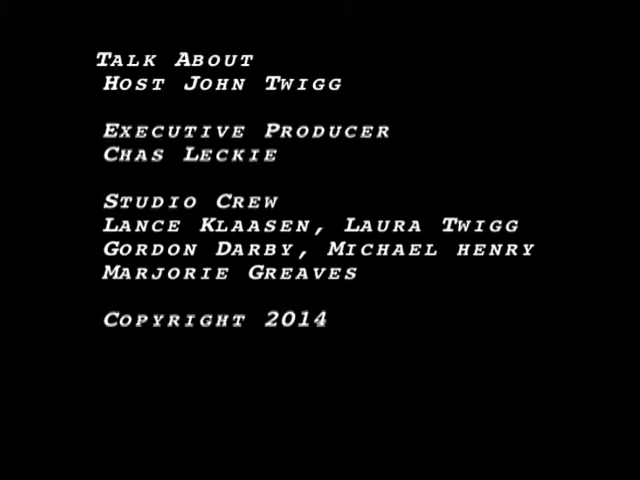 Talk About
Host John Twigg
Executive Producer
Chas Leckie
Studio Crew
Lance Klaasen, Laura Twigg
Gordon Darby, Michael henry
Marjorie Greaves
Copyright 2014